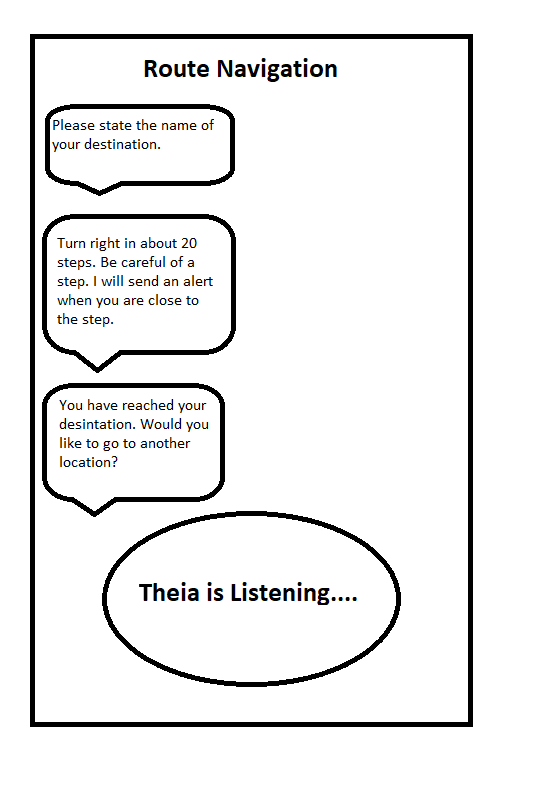 Route Navigation
Please state the name of
your destination.
Turn right in about 20
steps. Be careful of a
step. I will send an alert
when you are close to
the step.
You have reached your
desintation. Would you
like to go to another
location?
Theia is Listening....